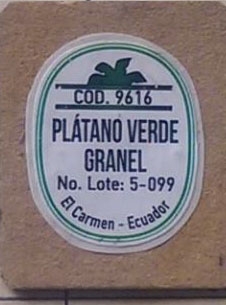 COD. 9616
PLÁTANO VERDE
GRANEL
No. Lote: 5-099
El Carmen - Ecuador